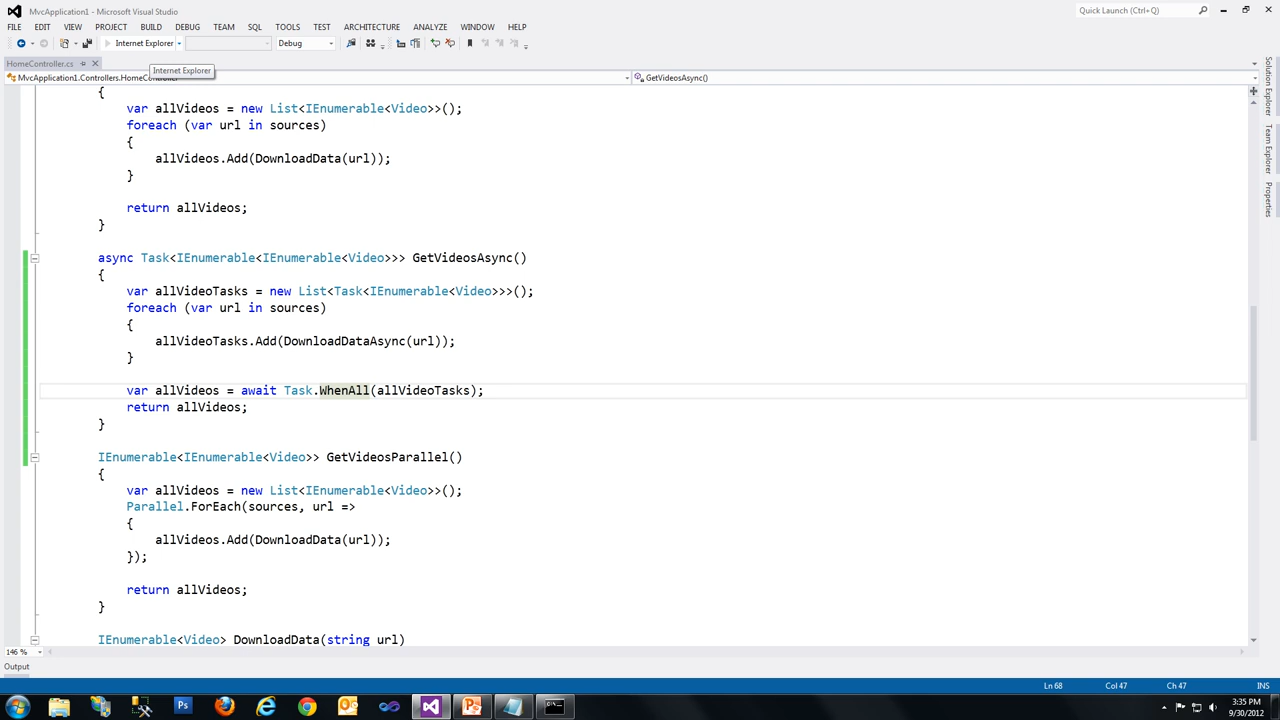 MvcApplication1 - Microsoft Visual Studio
Quick Launch (Ctrl+Q)
FILE EDIT VIEW PROJECT BUILD DEBUG TEAM SQL TOOLS TEST ARCHITECTURE ANALYZE WINDOW HELP
Internet Explorer Debug
HomeController.cs
Internet Explorer
MvcApplication1.Controllers.HomeController GetVideosAsync()
{
var allVideos = new List<IEnumerable<Video>>();
foreach (var url in sources)
{
allVideos.Add(DownloadData(url));
}
return allVideos;
}
async Task<IEnumerable<IEnumerable<Video>>> GetVideosAsync()
{
var allVideoTasks = new List<Task<IEnumerable<Video>>>();
foreach (var url in sources)
{
allVideoTasks.Add(DownloadDataAsync(url));
}
var allVideos = await Task.WhenAll(allVideoTasks);
return allVideos;
}
IEnumerable<IEnumerable<Video>> GetVideosParallel()
{
var allVideos = new List<IEnumerable<Video>>();
Parallel.ForEach(sources, url =>
{
allVideos.Add(DownloadData(url));
});
return allVideos;
}
IEnumerable<Video> DownloadData(string url)
Solution Explorer
Team Explorer
Properties
146 %
Output
Ln 68 Col 47 Ch 47 INS
Ps
3:35 PM
9/30/2012